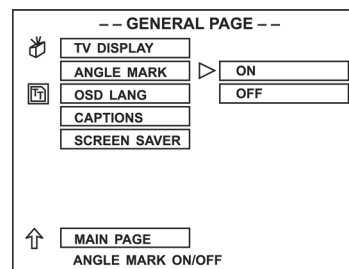 -- GENERAL PAGE --
TV DISPLAY
ANGLE MARK ON
OSD LANG OFF
CAPTIONS
SCREEN SAVER
MAIN PAGE
ANGLE MARK ON/OFF